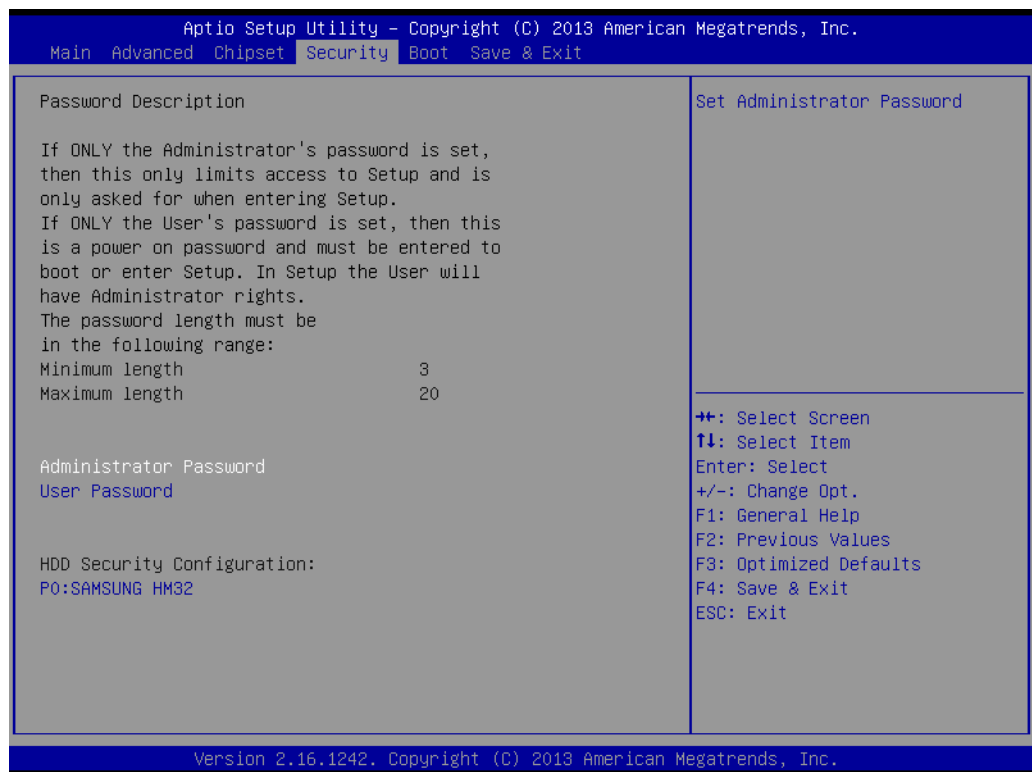 Aptio Setup Utility – Copyright (C) 2013 American Megatrends, Inc.
Main Advanced Chipset Security Boot Save & Exit
Password Description
If ONLY the Administrator's password is set,
then this only limits access to Setup and is
only asked for when entering Setup.
If ONLY the User's password is set, then this
is a power on password and must be entered to
boot or enter Setup. In Setup the User will
have Administrator rights.
The password length must be
in the following range:
Minimum length 3
Maximum length 20
Administrator Password
User Password
HDD Security Configuration:
P0:SAMSUNG HM32
Set Administrator Password
→←: Select Screen
↑↓: Select Item
Enter: Select
+/-: Change Opt.
F1: General Help
F2: Previous Values
F3: Optimized Defaults
F4: Save & Exit
ESC: Exit
Version 2.16.1242. Copyright (C) 2013 American Megatrends, Inc.